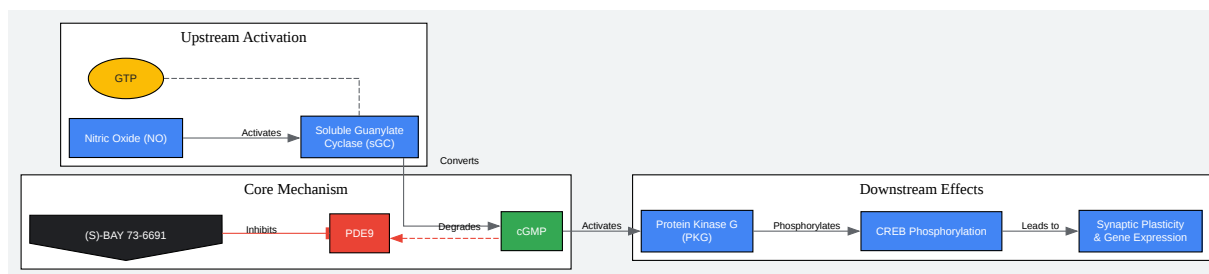 Upstream Activation
GTP
Nitric Oxide (NO)
Activates
Soluble Guanylate
Cyclase (sGC)
Converts
Core Mechanism
(S)-BAY 73-6691
Inhibits
PDE9
Degrades
cGMP
Activates
Downstream Effects
Protein Kinase G
(PKG)
Phosphorylates
CREB Phosphorylation
Leads to
Synaptic Plasticity
& Gene Expression